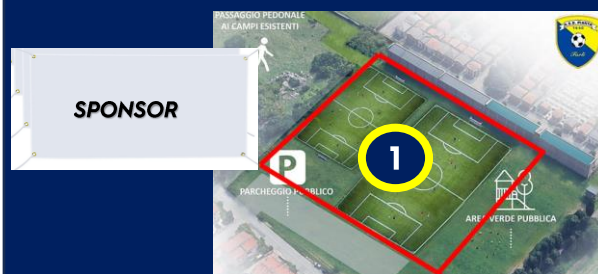 PASSAGGIO PEDONALE
AI CAMPI ESISTENTI
SPONSOR
1
P
PARCHEGGIO PUBBLICO
AREA VERDE PUBBLICA